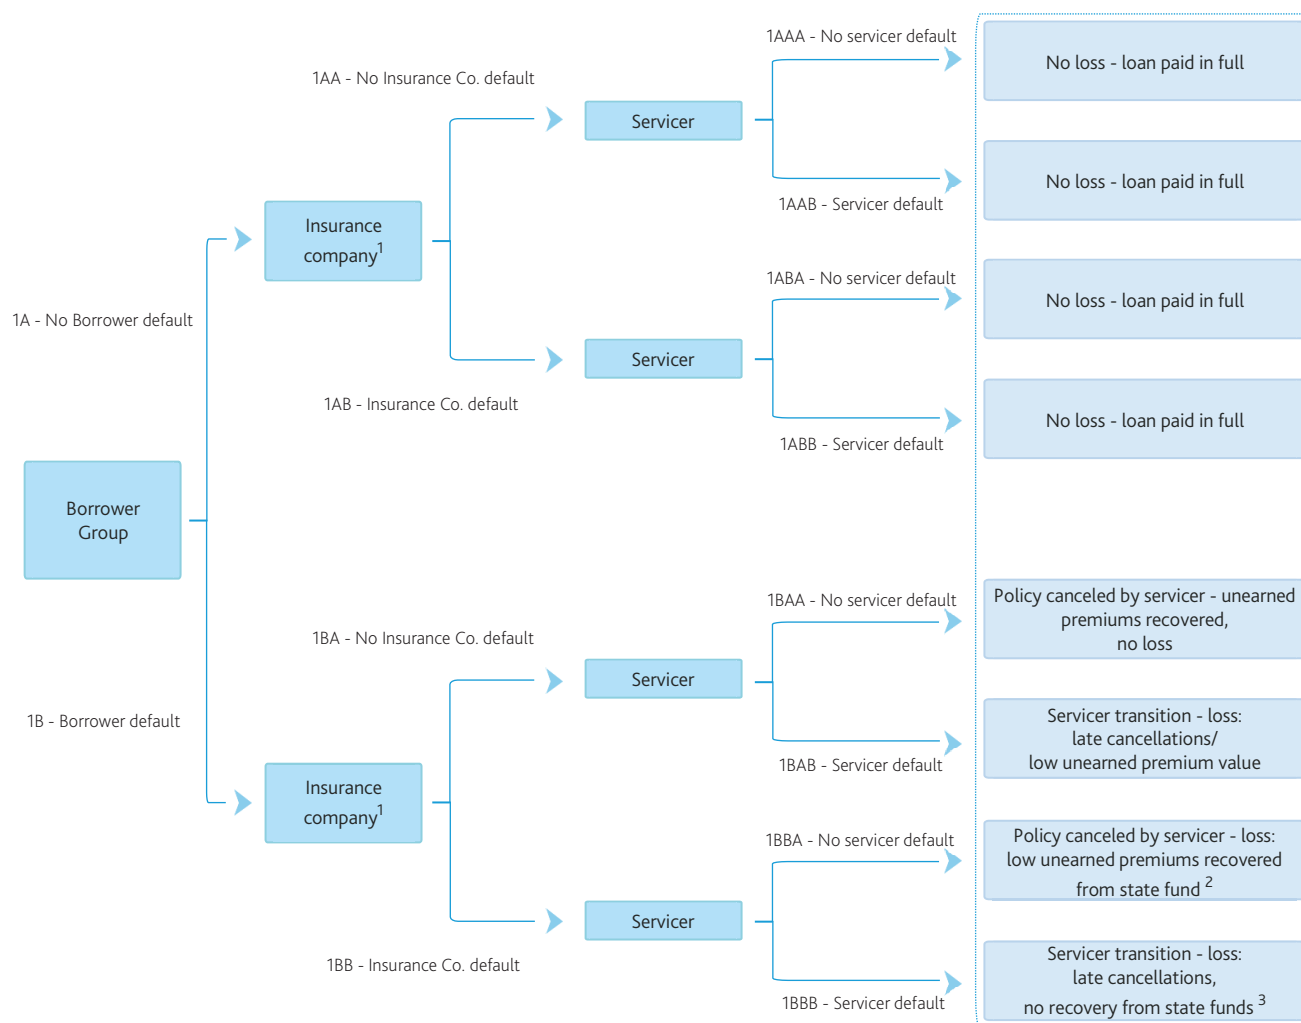 1AAA - No servicer default
No loss - loan paid in full
1AA - No Insurance Co. default
Servicer
No loss - loan paid in full
1AAB - Servicer default
Insurance
company1
1ABA - No servicer default
No loss - loan paid in full
1A - No Borrower default
Servicer
1AB - Insurance Co. default
No loss - loan paid in full
1ABB - Servicer default
Borrower
Group
1BAA - No servicer default
Policy canceled by servicer - unearned
premiums recovered,
no loss
1BA - No Insurance Co. default
Servicer
1B - Borrower default
Servicer transition - loss:
late cancellations/
low unearned premium value
1BAB - Servicer default
Insurance
company1
1BBA - No servicer default
Policy canceled by servicer - loss:
low unearned premiums recovered
from state fund 2
Servicer
1BB - Insurance Co. default
Servicer transition - loss:
late cancellations,
no recovery from state funds 3
1BBB - Servicer default